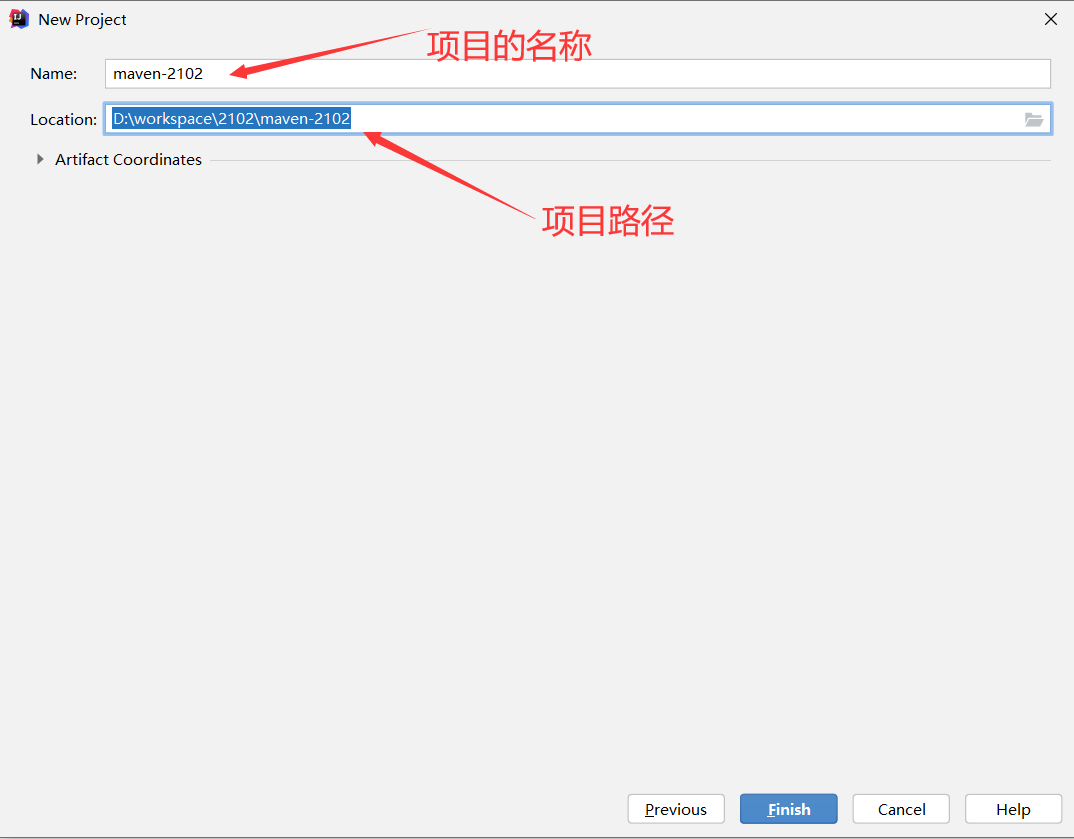 New Project
项目的名称
Name: maven-2102
Location: D:\workspace\2102\maven-2102
Artifact Coordinates
项目路径
Previous Finish Cancel Help